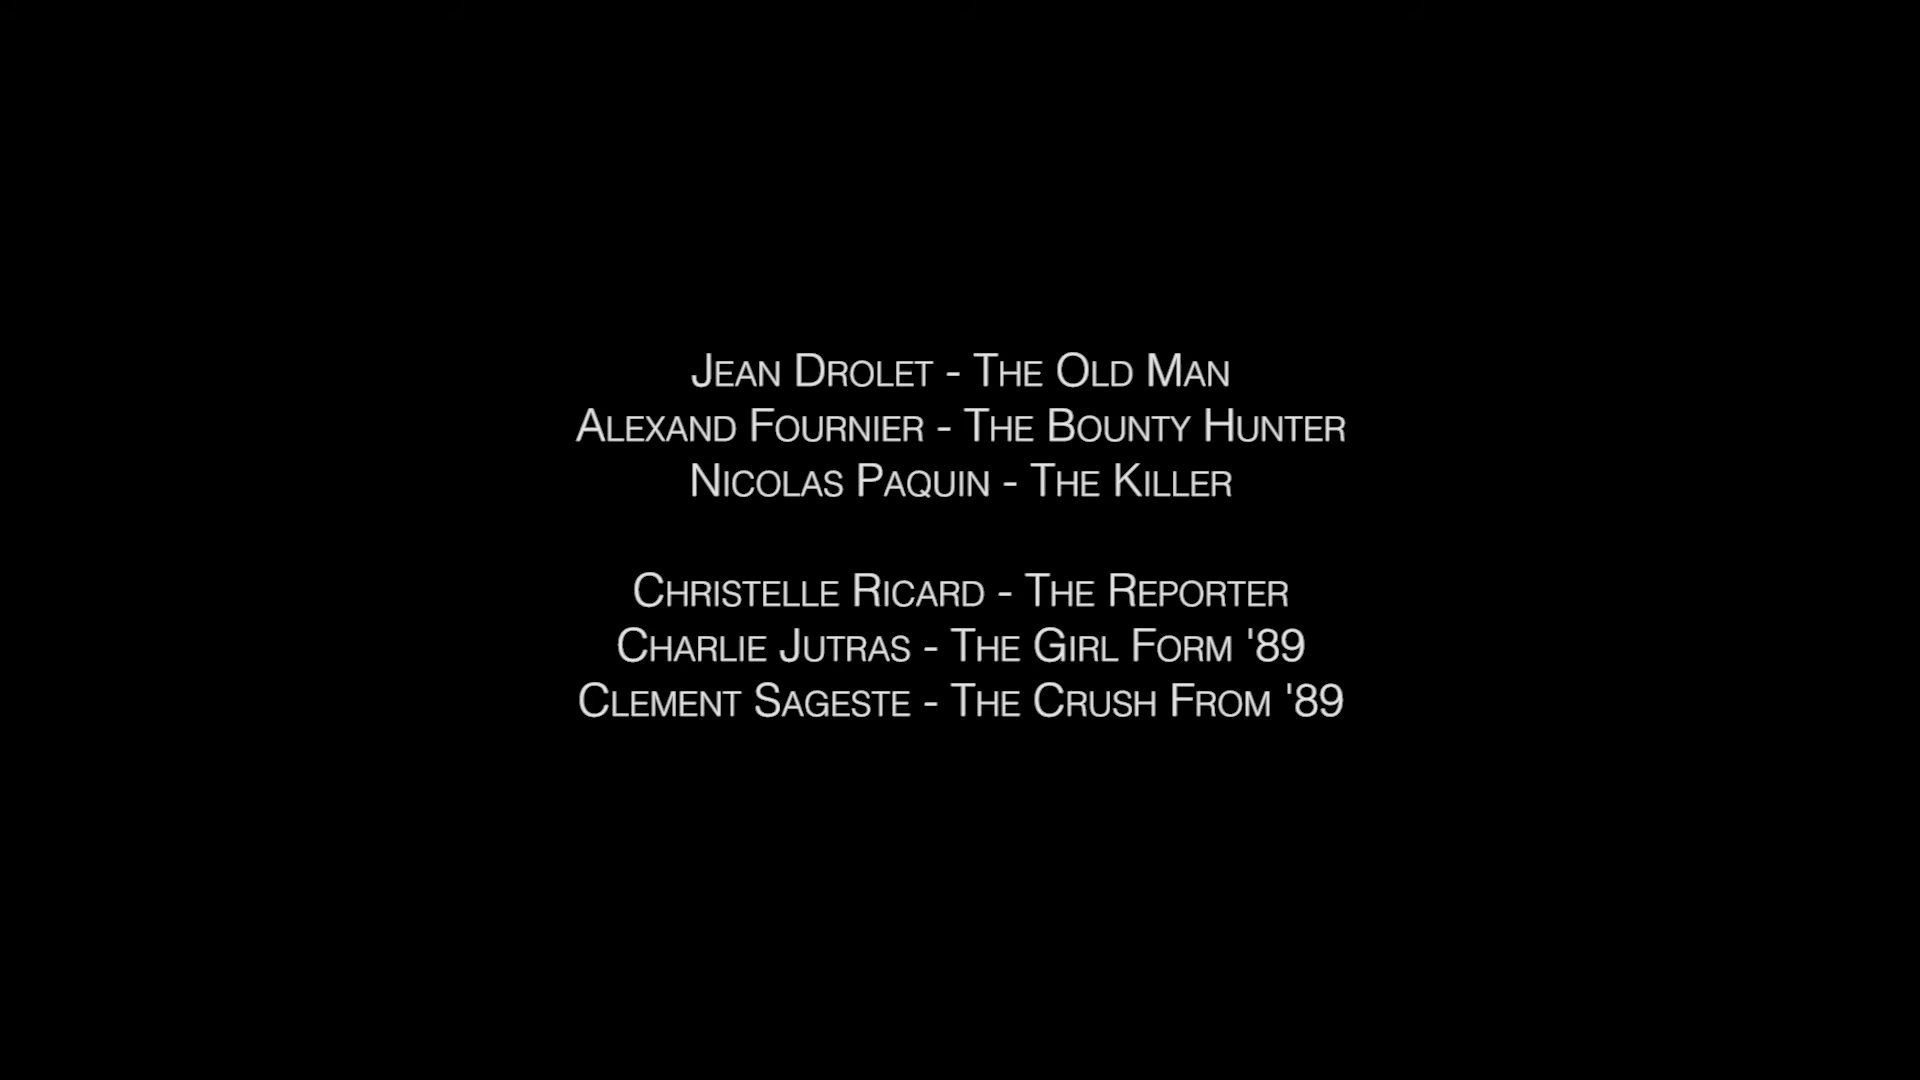 Jean Drolet - The Old Man
Alexand Fournier - The Bounty Hunter
Nicolas Paquin - The Killer
Christelle Ricard - The Reporter
Charlie Jutras - The Girl Form '89
Clement Sageste - The Crush From '89